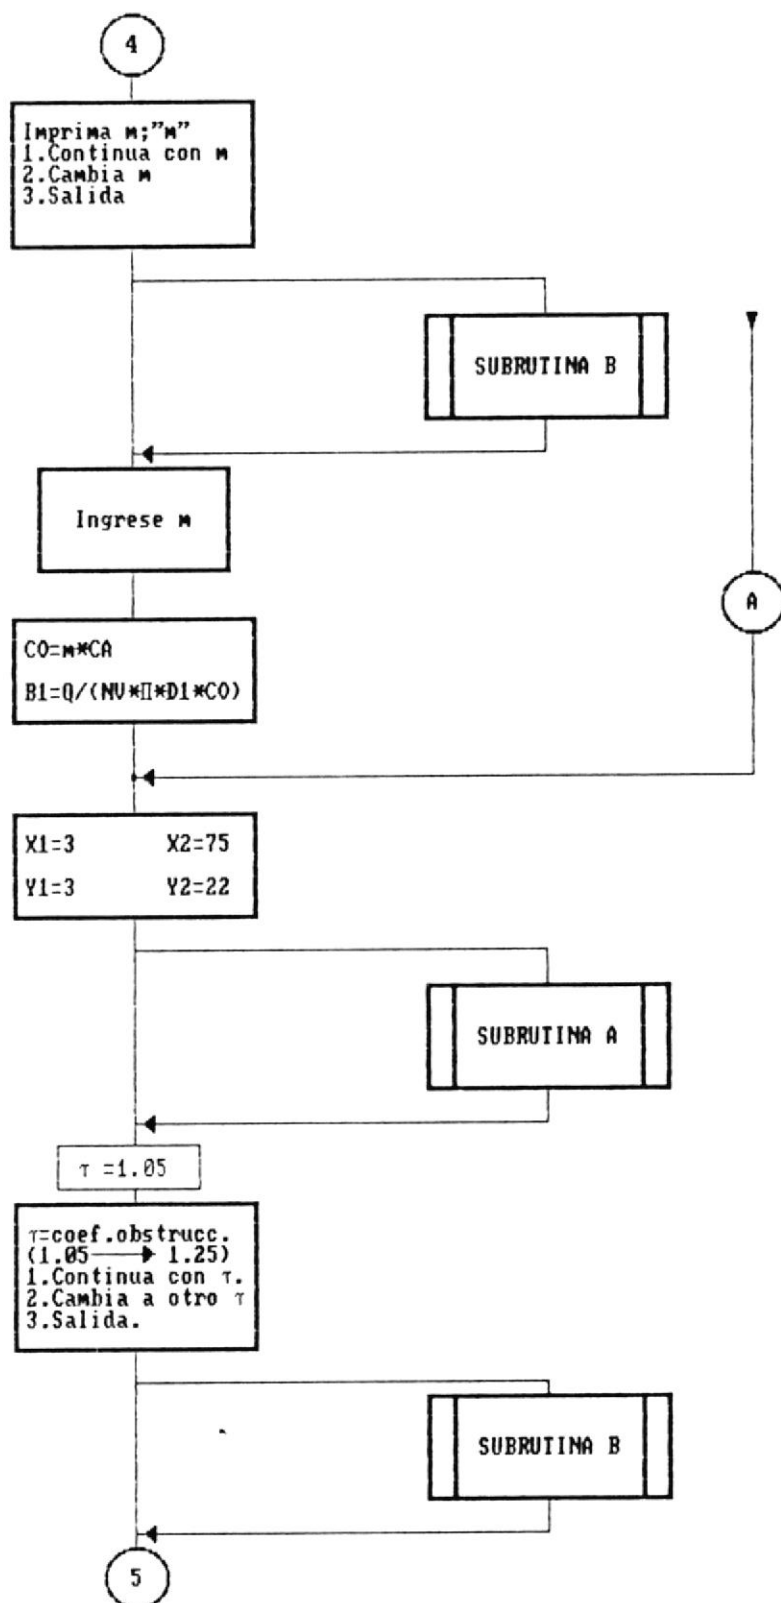 4
Imprima m;"m"
1.Continua con m
2.Cambia m
3.Salida
SUBRUTINA B
Ingrese m
A
CO=m*CA
B1=Q/(NV*Π*D1*CO)
X1=3 X2=75
Y1=3 Y2=22
SUBRUTINA A
τ =1.05
τ=coef.obstrucc.
(1.05 → 1.25)
1.Continua con τ.
2.Cambia a otro τ
3.Salida.
SUBRUTINA B
5